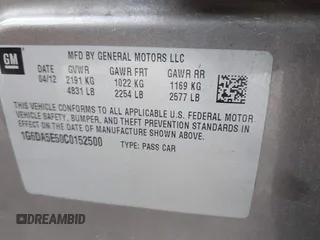 GM
MFD BY GENERAL MOTORS LLC
DATE GVWR GAWR FRT GAWR RR
04/12 2191 KG 1022 KG 1169 KG
4831 LB 2254 LB 2577 LB
THIS VEHICLE CONFORMS TO ALL APPLICABLE U.S. FEDERAL MOTOR
VEHICLE SAFETY, BUMPER, AND THEFT PREVENTION STANDARDS IN
EFFECT ON THE DATE OF MANUFACTURE SHOWN ABOVE.
1G6DA5E50C0152500
TYPE: PASS CAR
AUTOHELPERBOT.COM